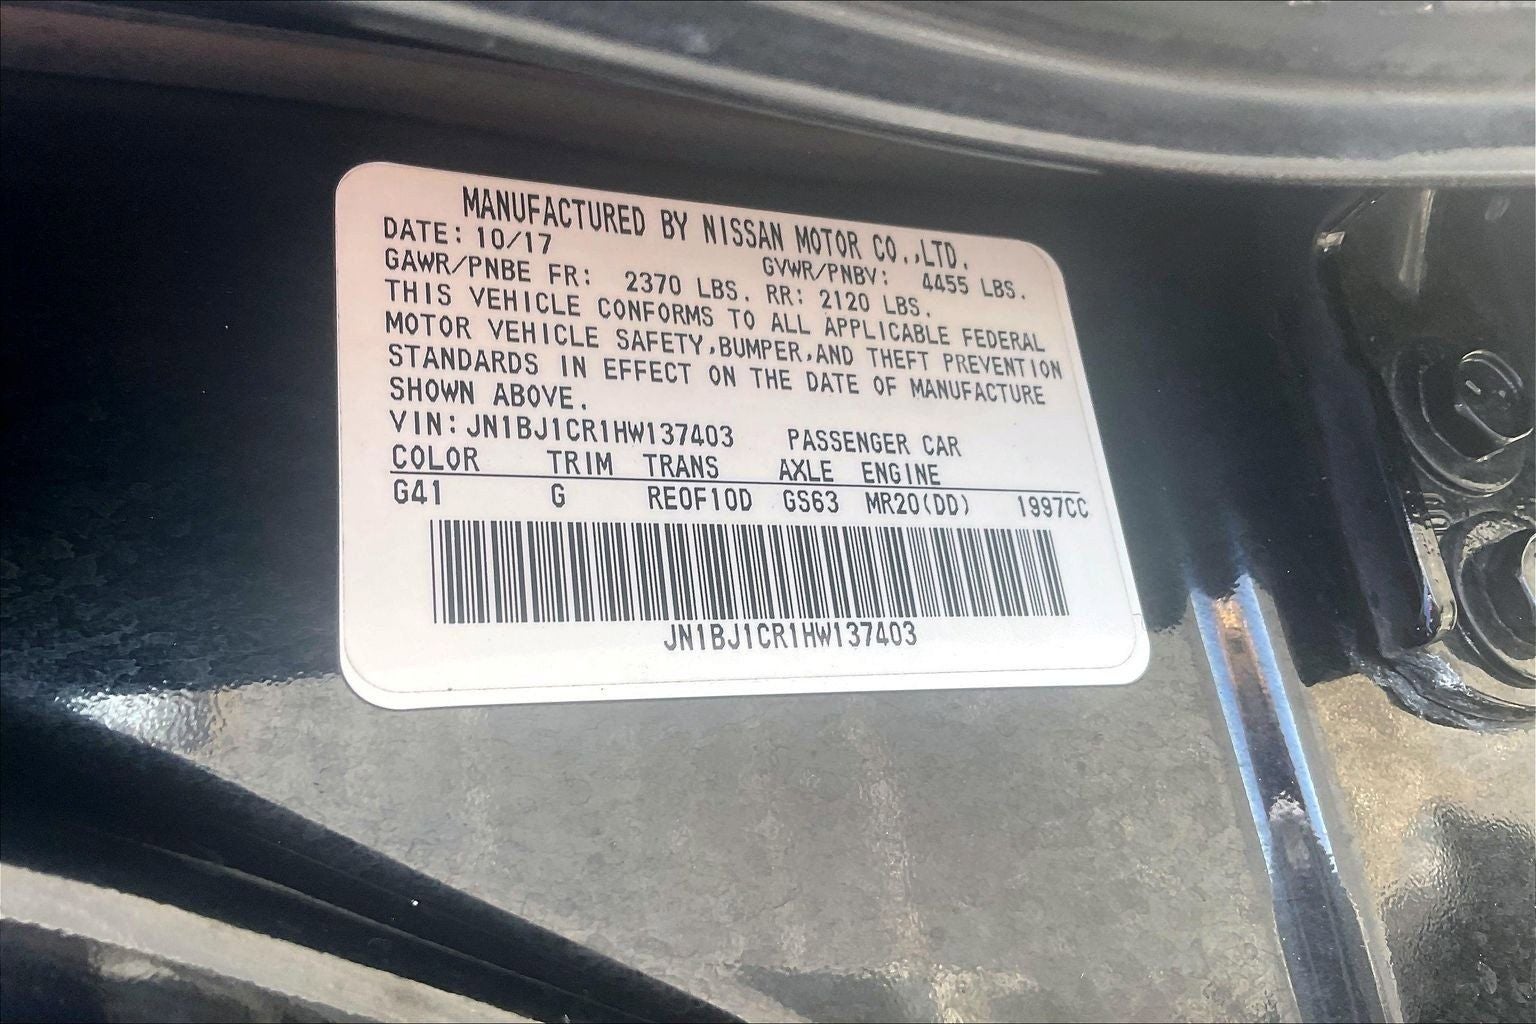 MANUFACTURED BY NISSAN MOTOR CO.,LTD.
DATE: 10/17 GVWR/PNBV: 4455 LBS.
GAWR/PNBE FR: 2370 LBS. RR: 2120 LBS.
THIS VEHICLE CONFORMS TO ALL APPLICABLE FEDERAL
MOTOR VEHICLE SAFETY,BUMPER,AND THEFT PREVENTION
STANDARDS IN EFFECT ON THE DATE OF MANUFACTURE
SHOWN ABOVE.
VIN: JN1BJ1CR1HW137403 PASSENGER CAR
COLOR TRIM TRANS AXLE ENGINE
G41 G RE0F10D GS63 MR20(DD) 1997CC
JN1BJ1CR1HW137403